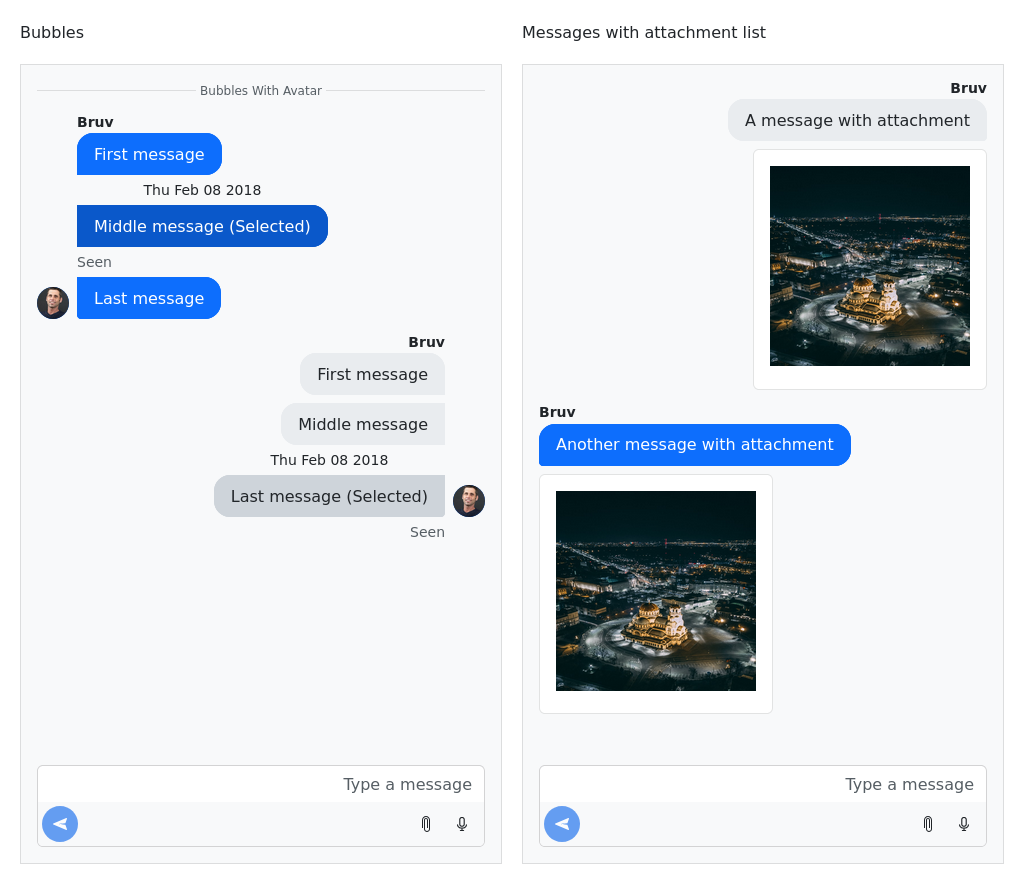 Bubbles
Bubbles With Avatar
Bruv
First message
Thu Feb 08 2018
Middle message (Selected)
Seen
Last message
Bruv
First message
Middle message
Thu Feb 08 2018
Last message (Selected)
Seen
Type a message
Messages with attachment list
Bruv
A message with attachment
Bruv
Another message with attachment
Type a message